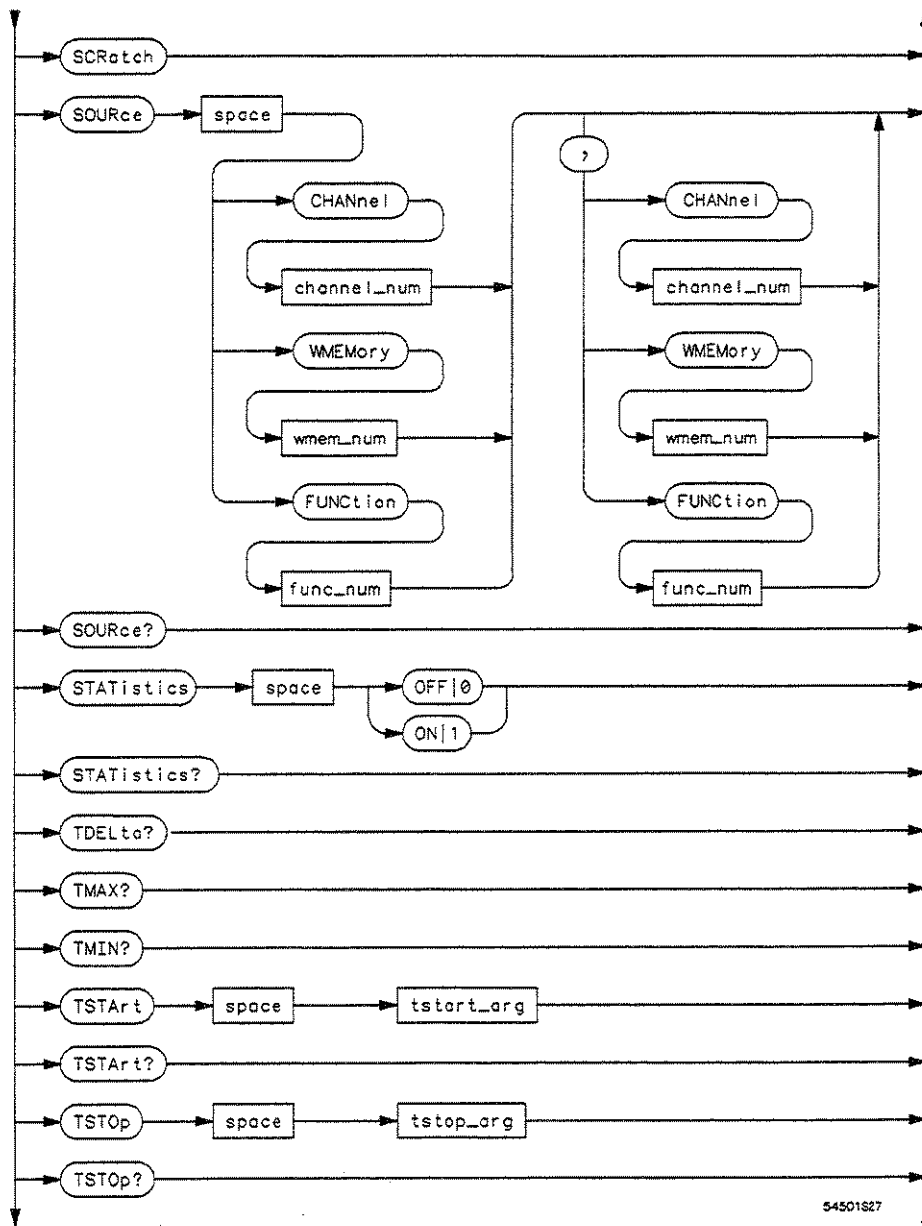 SCRatch
SOURce space
,
CHANnel CHANnel
channel_num channel_num
WMEMory WMEMory
wmem_num wmem_num
FUNCtion FUNCtion
func_num func_num
SOURce?
STATistics space OFF|0
ON|1
STATistics?
TDELta?
TMAX?
TMIN?
TSTArt space tstart_arg
TSTArt?
TSTOp space tstop_arg
TSTOp?
54501S27